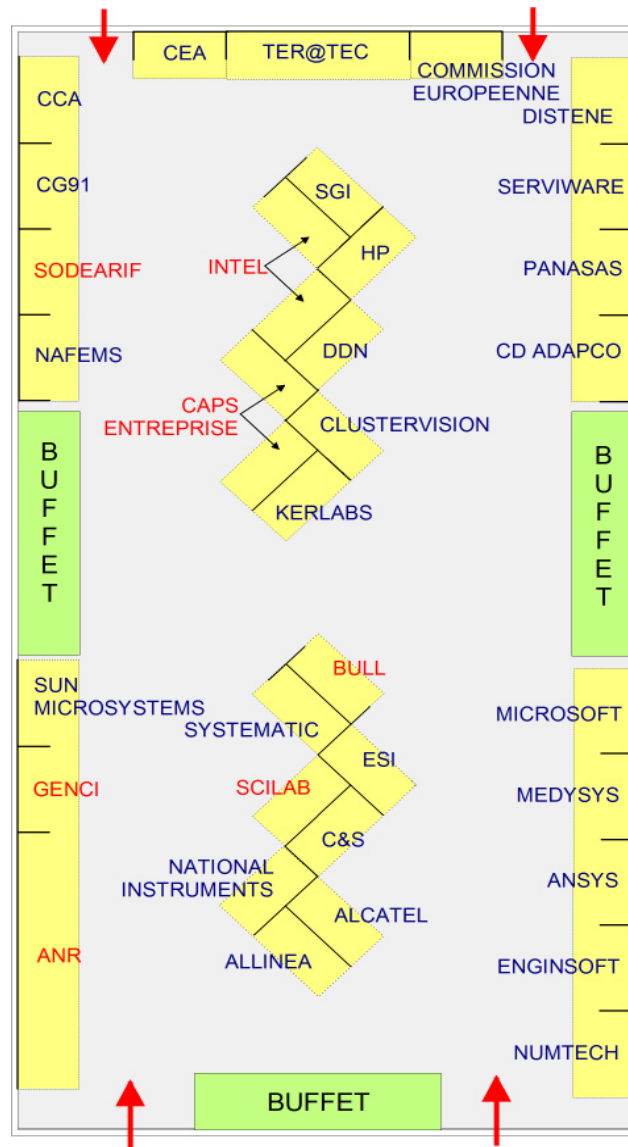 CEA
TER@TEC
COMMISSION
EUROPEENNE
CCA
DISTENE
CG91
SGI
SERVIWARE
SODEARIF
INTEL
HP
PANASAS
NAFEMS
DDN
CD ADAPCO
CAPS
ENTREPRISE
CLUSTERVISION
KERLABS
BUFFET
BUFFET
SUN
MICROSYSTEMS
BULL
SYSTEMATIC
MICROSOFT
GENCI
SCILAB
ESI
MEDYSYS
C&S
NATIONAL
INSTRUMENTS
ANSYS
ALCATEL
ANR
ALLINEA
ENGINSOFT
NUMTECH
BUFFET